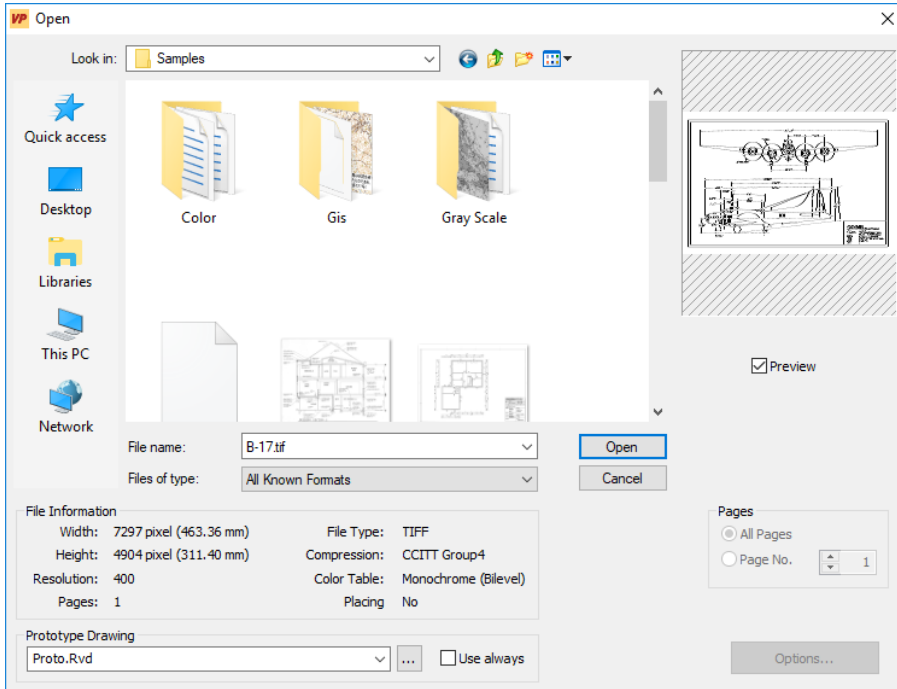 VP Open
Look in: Samples
Quick access
Desktop
Libraries
This PC
Network
Color Gis Gray Scale
Preview
File name: B-17.tif Open
Files of type: All Known Formats Cancel
File Information
Width: 7297 pixel (463.36 mm) File Type: TIFF
Height: 4904 pixel (311.40 mm) Compression: CCITT Group4
Resolution: 400 Color Table: Monochrome (Bilevel)
Pages: 1 Placing No
Pages
All Pages
Page No. 1
Prototype Drawing
Proto.Rvd ... Use always
Options...